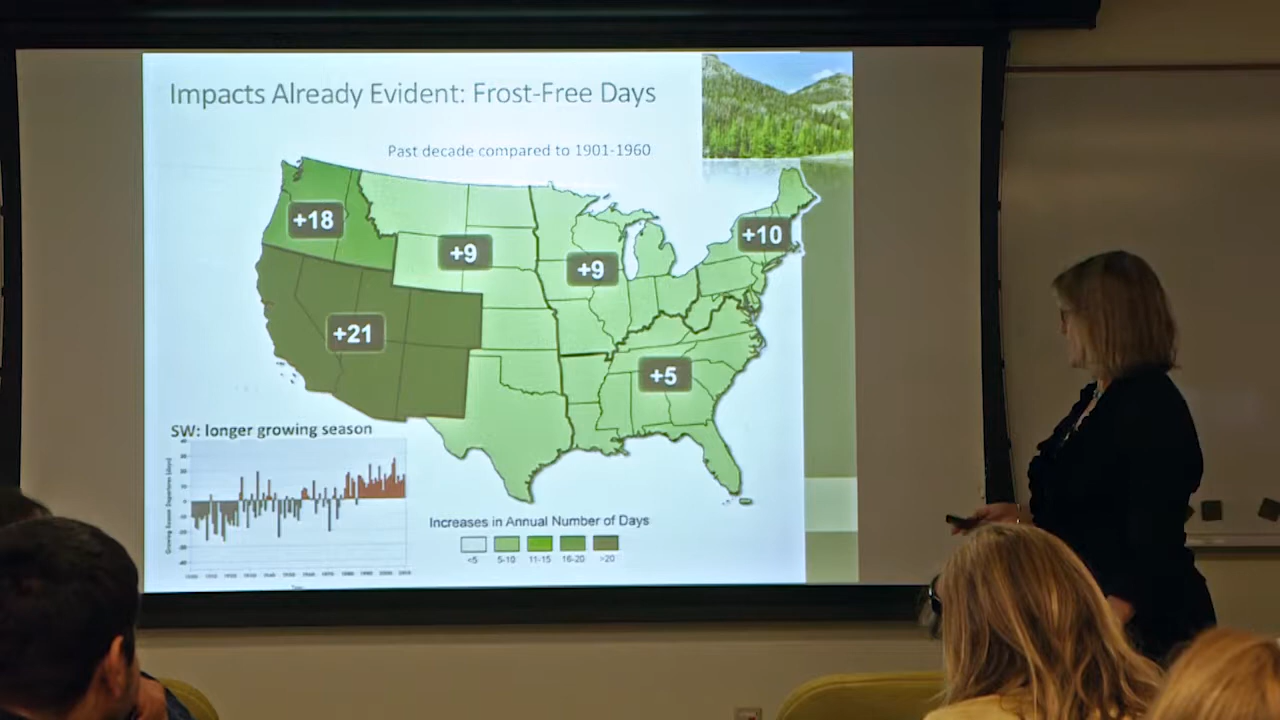 Impacts Already Evident: Frost-Free Days
Past decade compared to 1901-1960
+18
+9
+9
+10
+21
+5
SW: longer growing season
Increases in Annual Number of Days
<5 5-10 11-15 16-20 >20